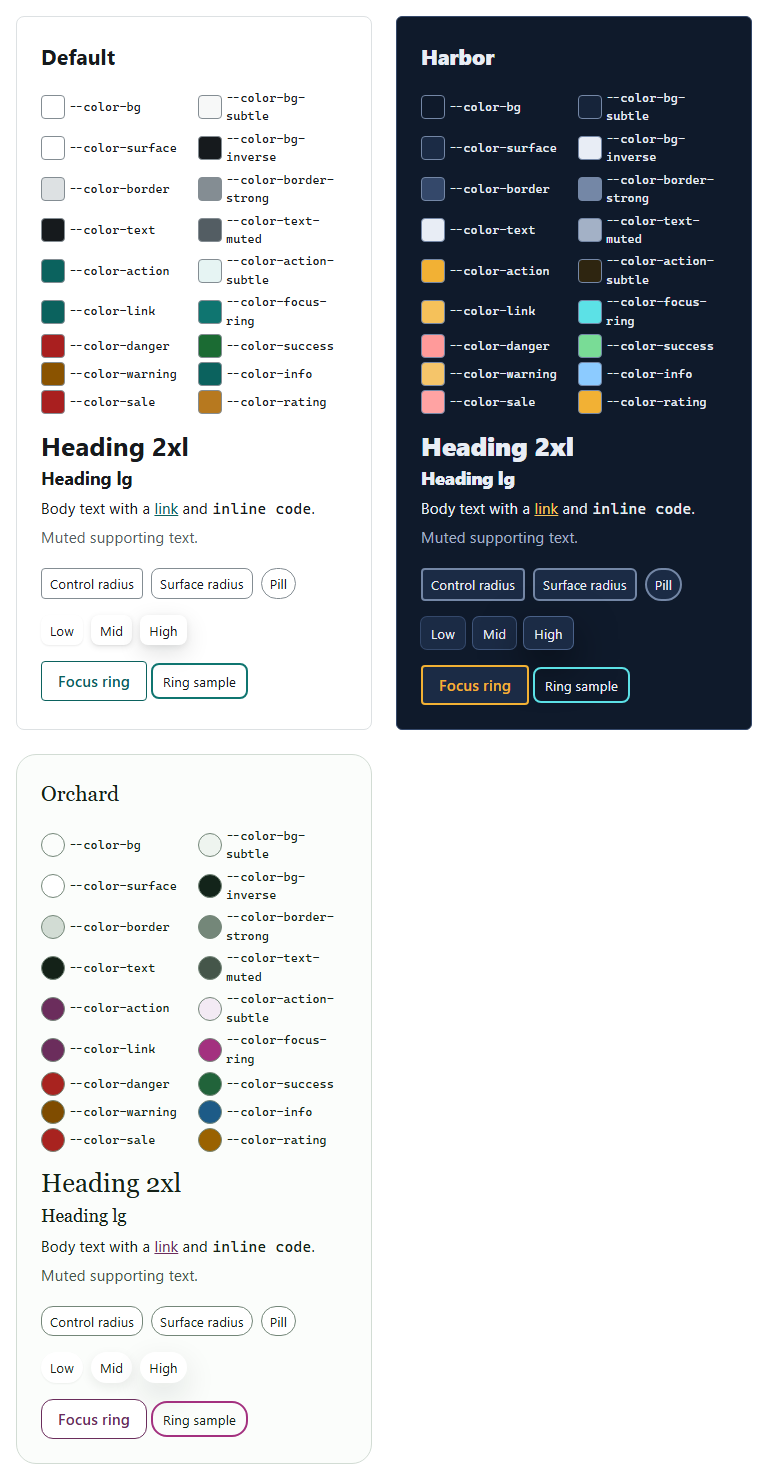 Default
--color-bg
--color-bg-
subtle
--color-surface
--color-bg-
inverse
--color-border
--color-border-
strong
--color-text
--color-text-
muted
--color-action
--color-action-
subtle
--color-link
--color-focus-
ring
--color-danger
--color-success
--color-warning
--color-info
--color-sale
--color-rating
Heading 2xl
Heading lg
Body text with a link and inline code.
Muted supporting text.
Control radius
Surface radius
Pill
Low
Mid
High
Focus ring
Ring sample
Harbor
--color-bg
--color-bg-
subtle
--color-surface
--color-bg-
inverse
--color-border
--color-border-
strong
--color-text
--color-text-
muted
--color-action
--color-action-
subtle
--color-link
--color-focus-
ring
--color-danger
--color-success
--color-warning
--color-info
--color-sale
--color-rating
Heading 2xl
Heading lg
Body text with a link and inline code.
Muted supporting text.
Control radius
Surface radius
Pill
Low
Mid
High
Focus ring
Ring sample
Orchard
--color-bg
--color-bg-
subtle
--color-surface
--color-bg-
inverse
--color-border
--color-border-
strong
--color-text
--color-text-
muted
--color-action
--color-action-
subtle
--color-link
--color-focus-
ring
--color-danger
--color-success
--color-warning
--color-info
--color-sale
--color-rating
Heading 2xl
Heading lg
Body text with a link and inline code.
Muted supporting text.
Control radius
Surface radius
Pill
Low
Mid
High
Focus ring
Ring sample